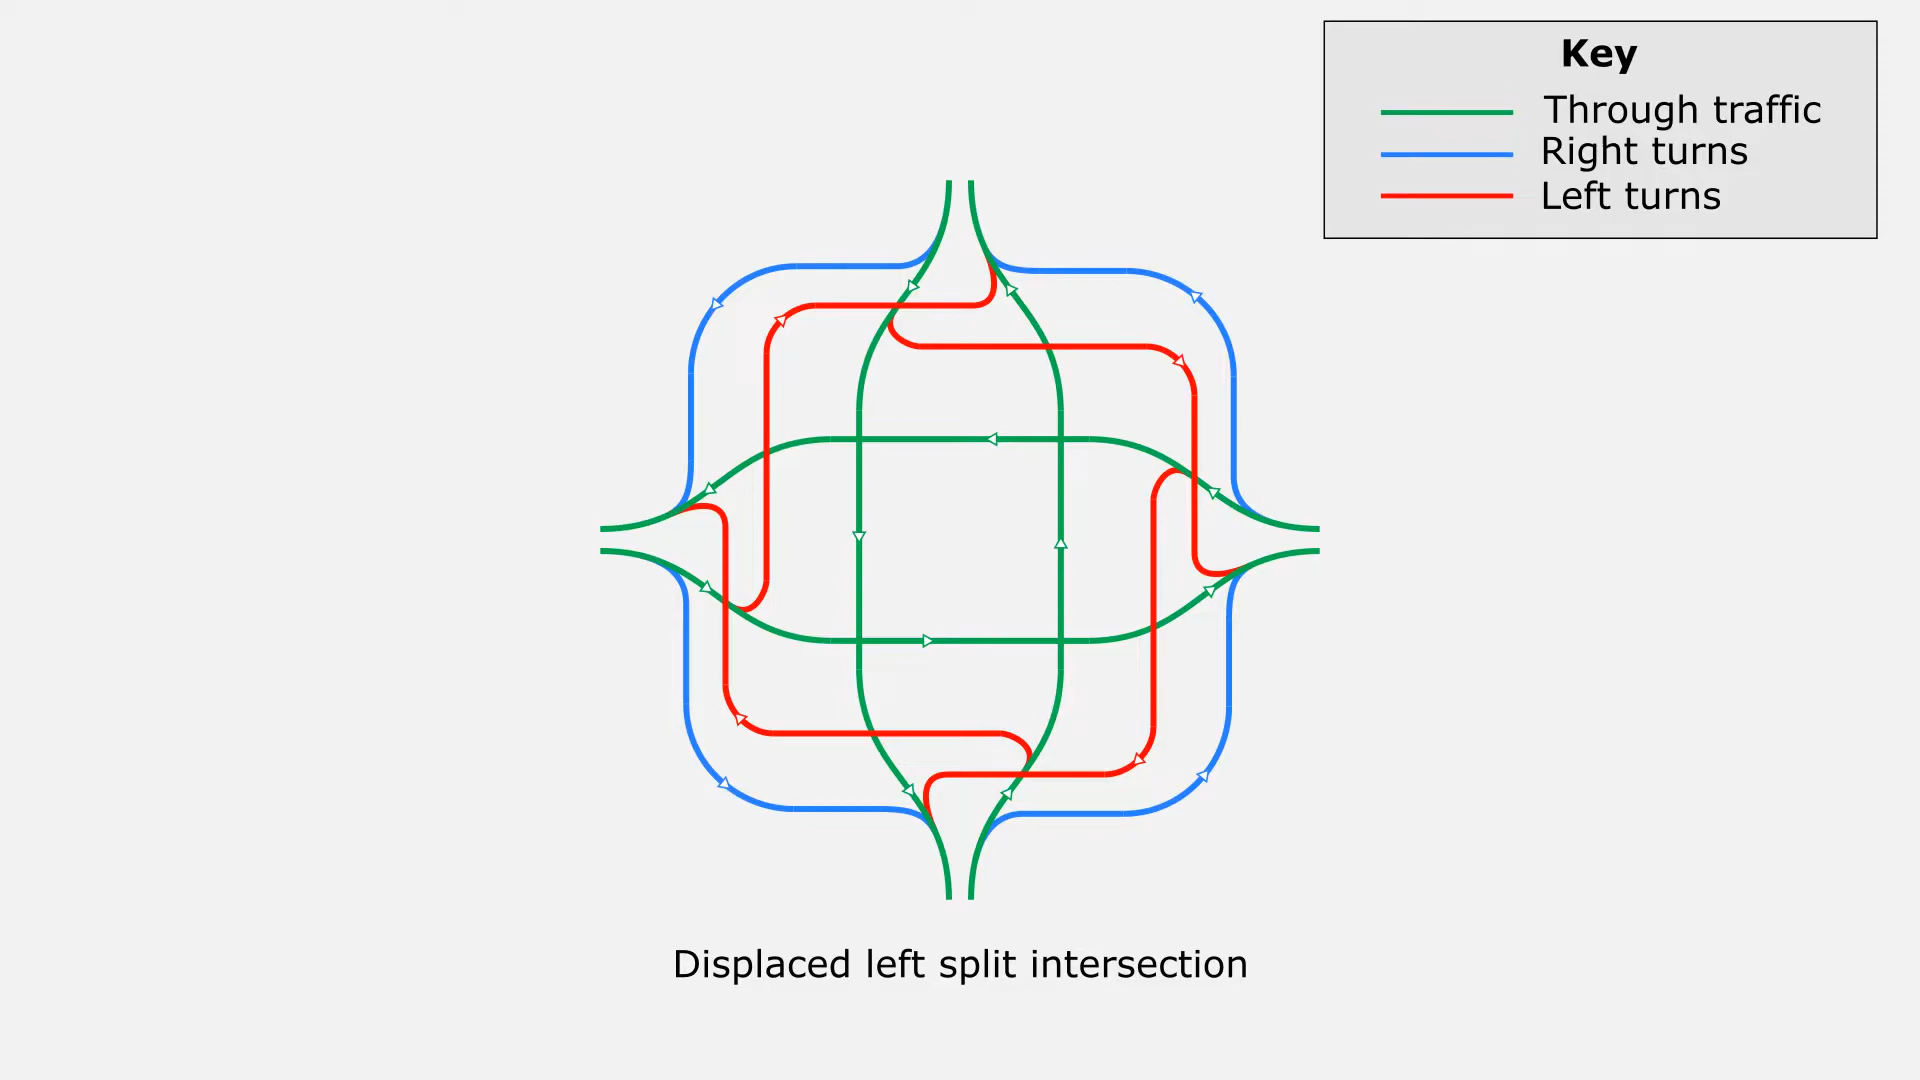 Key
Through traffic
Right turns
Left turns
Displaced left split intersection